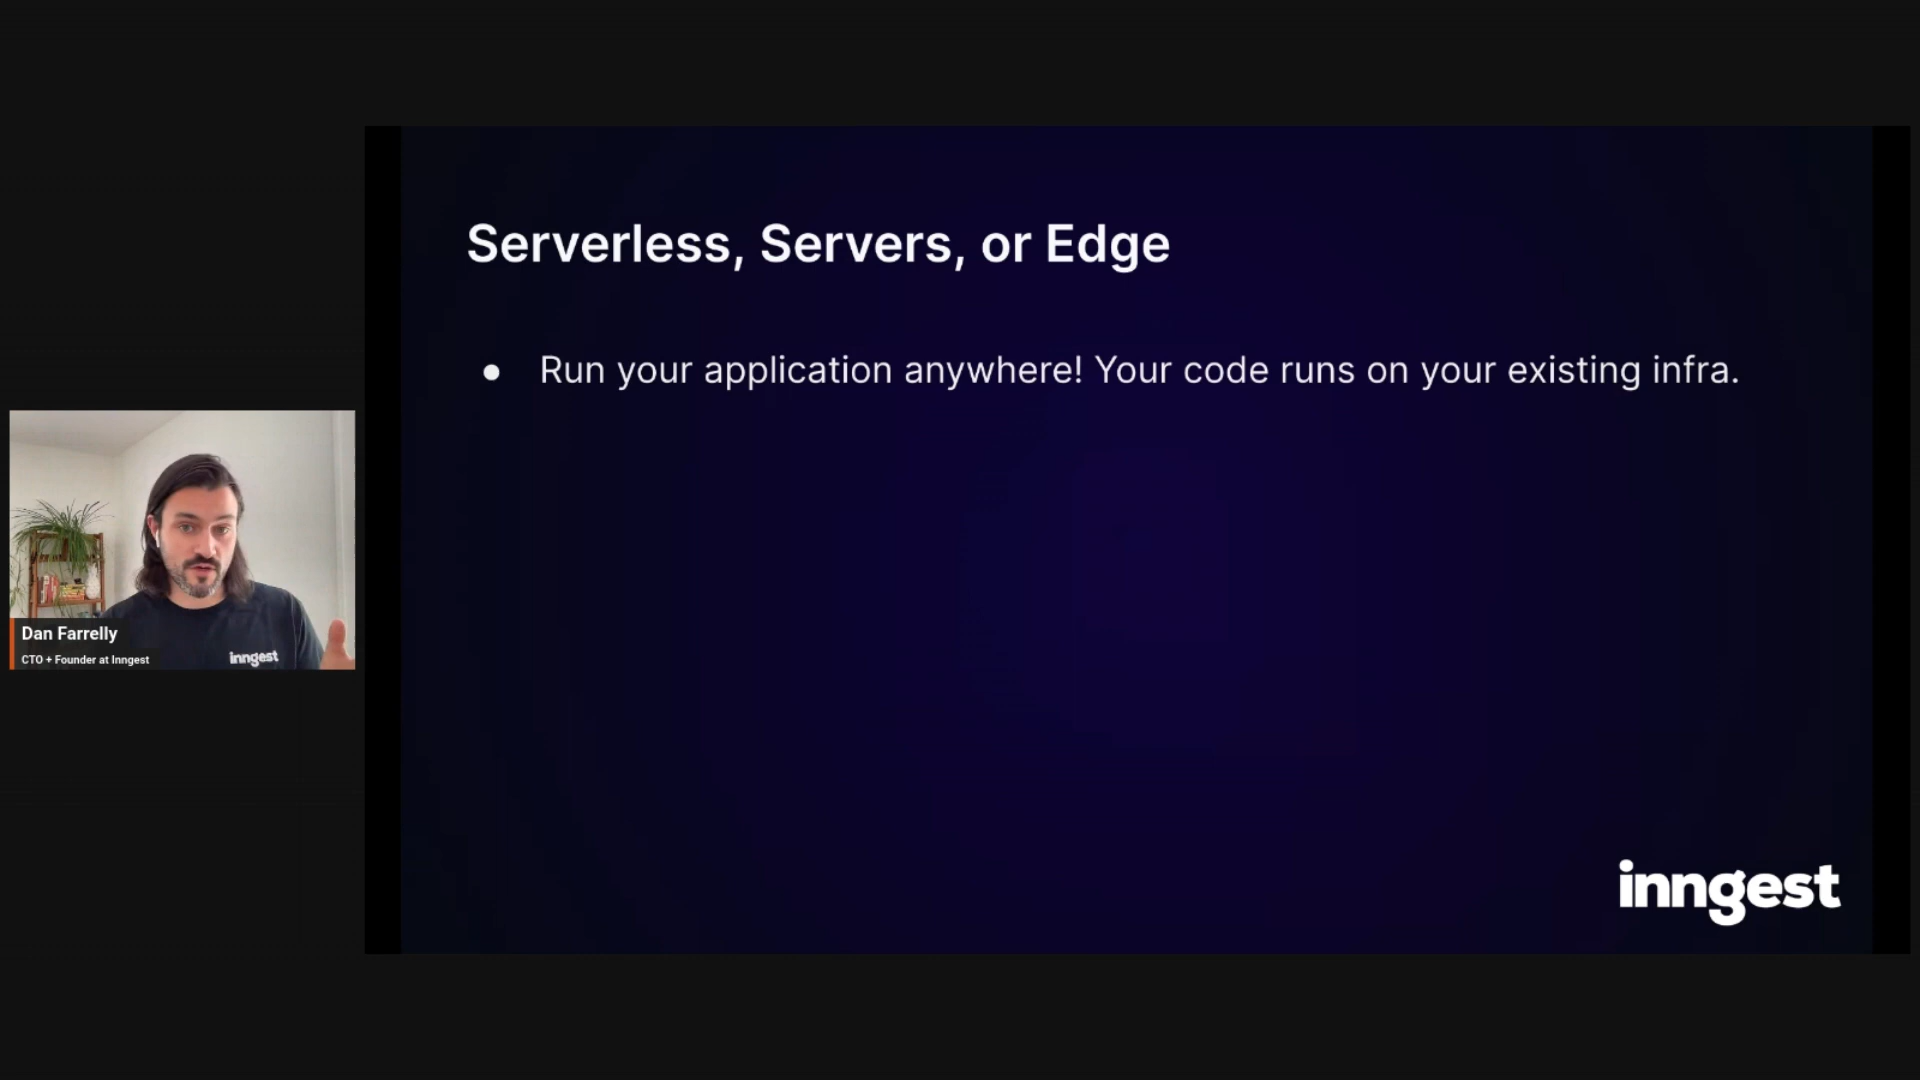 Serverless, Servers, or Edge
● Run your application anywhere! Your code runs on your existing infra.
Dan Farrelly
CTO + Founder at Inngest
inngest
inngest